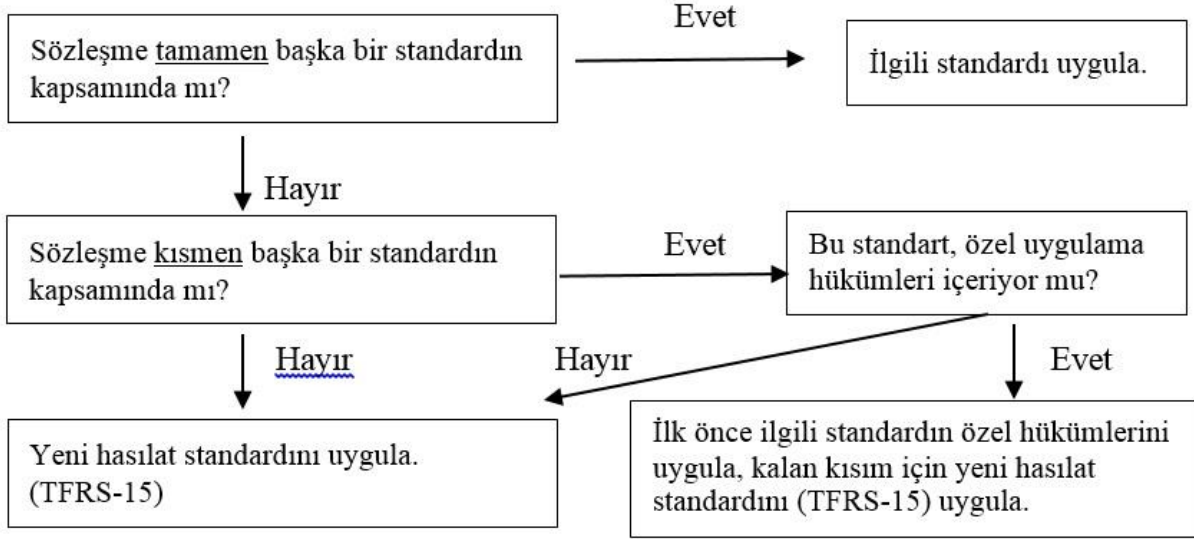 Evet
Sözleşme tamamen başka bir standardın
kapsamında mı?
İlgili standardı uygula.
Hayır
Sözleşme kısmen başka bir standardın
kapsamında mı?
Evet
Bu standart, özel uygulama
hükümleri içeriyor mu?
Hayır
Hayır
Evet
Yeni hasılat standardını uygula.
(TFRS-15)
İlk önce ilgili standardın özel hükümlerini
uygula, kalan kısım için yeni hasılat
standardını (TFRS-15) uygula.